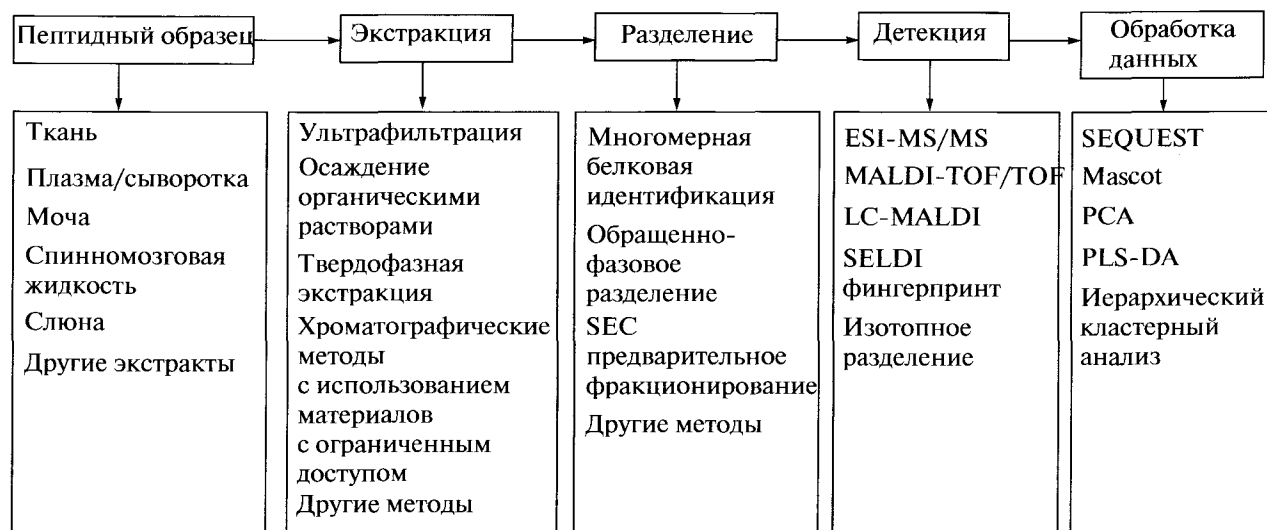 Пептидный образец
Экстракция
Разделение
Детекция
Обработка
данных
Ткань
Плазма/сыворотка
Моча
Спинномозговая
жидкость
Слюна
Другие экстракты
Ультрафильтрация
Осаждение
органическими
растворами
Твердофазная
экстракция
Хроматографические
методы
с использованием
материалов
с ограниченным
доступом
Другие методы
Многомерная
белковая
идентификация
Обращенно-
фазовое
разделение
SEC
предварительное
фракционирование
Другие методы
ESI-MS/MS
MALDI-TOF/TOF
LC-MALDI
SELDI
фингерпринт
Изотопное
разделение
SEQUEST
Mascot
PCA
PLS-DA
Иерархический
кластерный
анализ